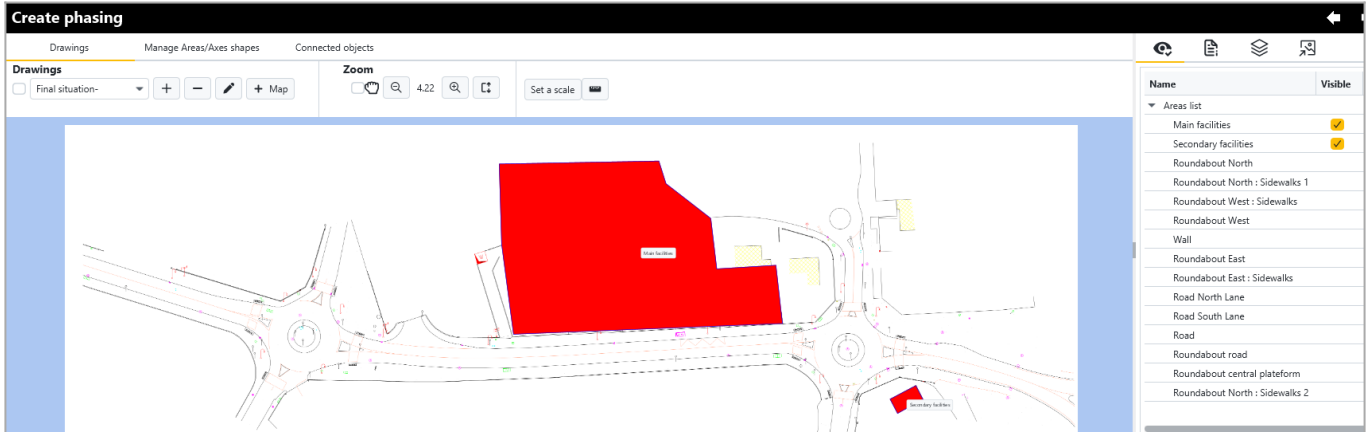 Create phasing
Drawings
Manage Areas/Axes shapes
Connected objects
Drawings
Final situation-
Map
Zoom
4.22
Set a scale
Main facilities
Secondary facilities
Name
Visible
Areas list
Main facilities
Secondary facilities
Roundabout North
Roundabout North : Sidewalks 1
Roundabout West : Sidewalks
Roundabout West
Wall
Roundabout East
Roundabout East : Sidewalks
Road North Lane
Road South Lane
Road
Roundabout road
Roundabout central plateform
Roundabout North : Sidewalks 2